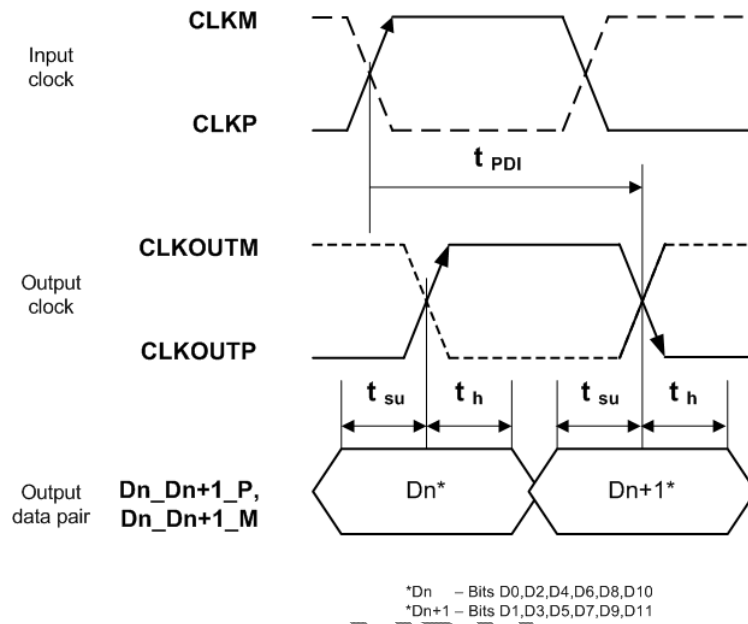 CLKM
Input
clock
CLKP
t PDI
CLKOUTM
Output
clock
CLKOUTP
t su
t h
t su
t h
Output
data pair
Dn_Dn+1_P,
Dn_Dn+1_M
Dn*
Dn+1*
*Dn – Bits D0,D2,D4,D6,D8,D10
*Dn+1 – Bits D1,D3,D5,D7,D9,D11